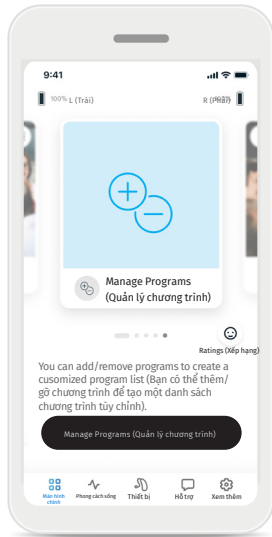 9:41
100% L (Trái)
R (Phải)
Manage Programs
(Quản lý chương trình)
Ratings (Xếp hạng)
You can add/remove programs to create a
cusomized program list (Bạn có thể thêm/
gỡ chương trình để tạo một danh sách
chương trình tùy chỉnh).
Manage Programs (Quản lý chương trình)
Màn hình
chính
Phong cách sống
Thiết bị
Hỗ trợ
Xem thêm